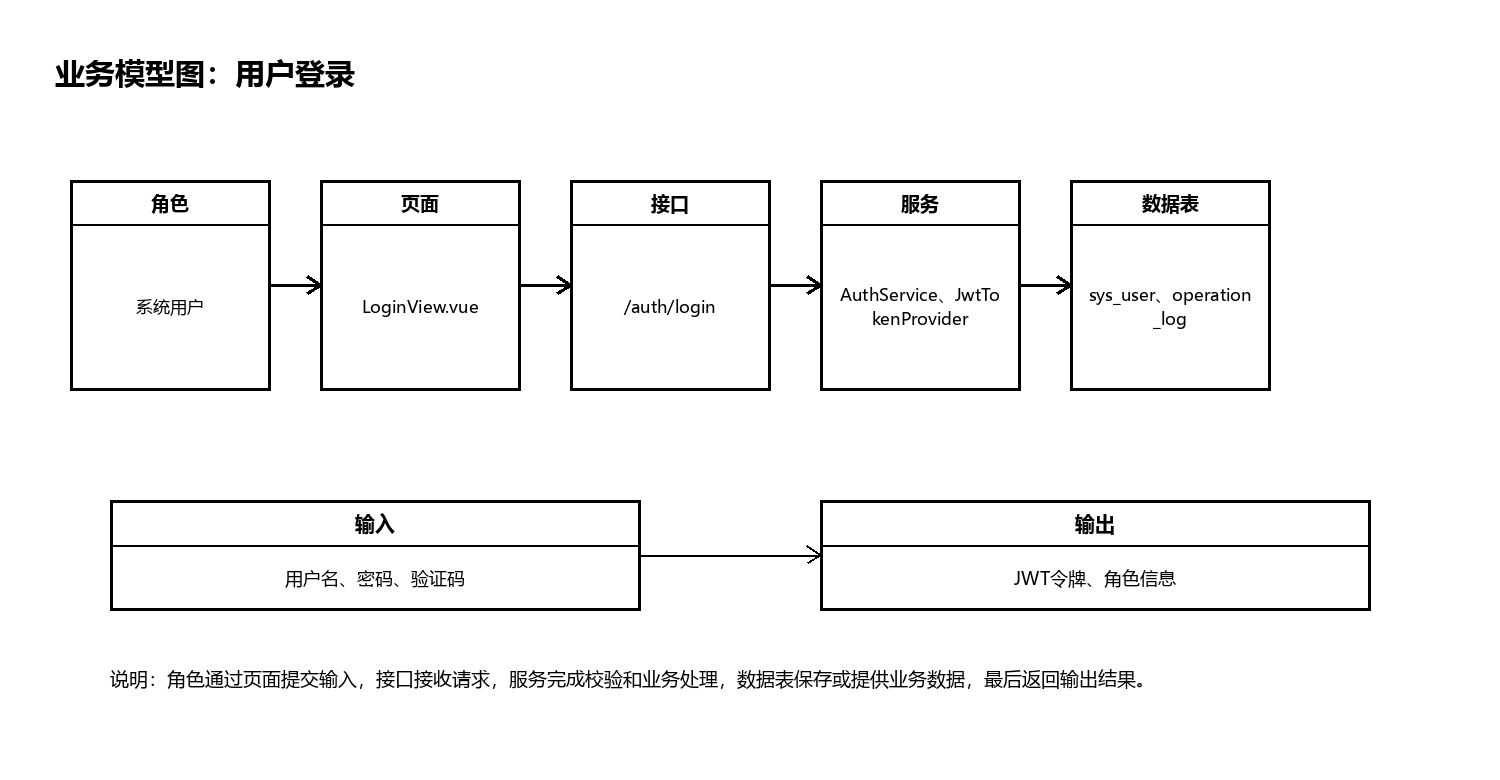 业务模型图：用户登录
角色
系统用户
页面
LoginView.vue
接口
/auth/login
服务
AuthService、JwtTo
kenProvider
数据表
sys_user、operation
_log
输入
用户名、密码、验证码
输出
JWT令牌、角色信息
说明：角色通过页面提交输入，接口接收请求，服务完成校验和业务处理，数据表保存或提供业务数据，最后返回输出结果。